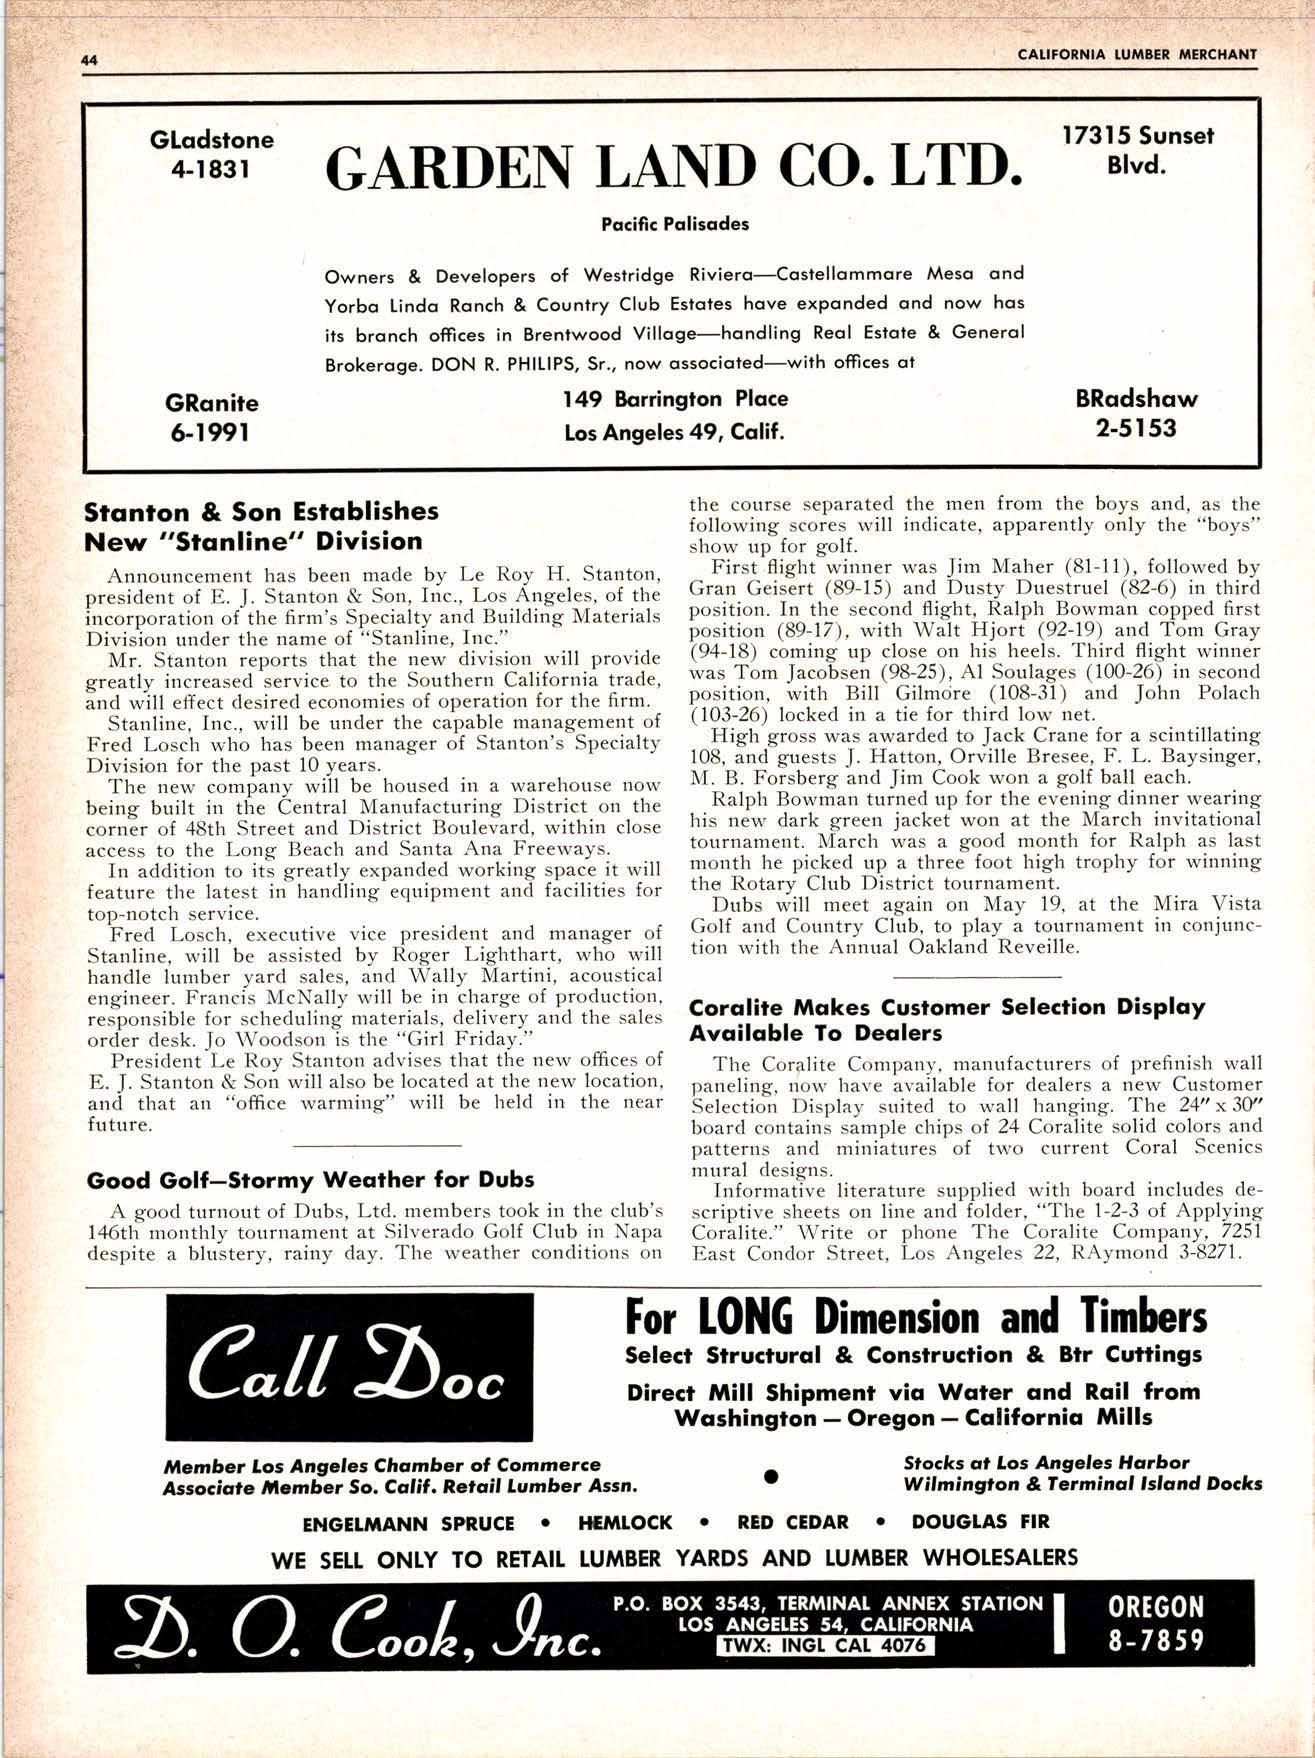 44
CALIFORNIA LUMBER MERCHANT
GLadstone
4-1831
GARDEN LAND CO. LTD.
17315 Sunset
Blvd.
Pacific Palisades
Owners & Developers of Westridge Riviera—Castellammare Mesa and
Yorba Linda Ranch & Country Club Estates have expanded and now has
its branch offices in Brentwood Village—handling Real Estate & General
Brokerage. DON R. PHILIPS, Sr., now associated—with offices at
GRanite
6-1991
149 Barrington Place
Los Angeles 49, Calif.
BRadshaw
2-5153
Stanton & Son Establishes
New "Stanline" Division
Announcement has been made by Le Roy H. Stanton,
president of E. J. Stanton & Son, Inc., Los Angeles, of the
incorporation of the firm's Specialty and Building Materials
Division under the name of "Stanline, Inc."
Mr. Stanton reports that the new division will provide
greatly increased service to the Southern California trade,
and will effect desired economies of operation for the firm.
Stanline, Inc., will be under the capable management of
Fred Losch who has been manager of Stanton's Specialty
Division for the past 10 years.
The new company will be housed in a warehouse now
being built in the Central Manufacturing District on the
corner of 48th Street and District Boulevard, within close
access to the Long Beach and Santa Ana Freeways.
In addition to its greatly expanded working space it will
feature the latest in handling equipment and facilities for
top-notch service.
Fred Losch, executive vice president and manager of
Stanline, will be assisted by Roger Lighthart, who will
handle lumber yard sales, and Wally Martini, acoustical
engineer. Francis McNally will be in charge of production,
responsible for scheduling materials, delivery and the sales
order desk. Jo Woodson is the "Girl Friday."
President Le Roy Stanton advises that the new offices of
E. J. Stanton & Son will also be located at the new location,
and that an "office warming" will be held in the near
future.
Good Golf—Stormy Weather for Dubs
A good turnout of Dubs, Ltd. members took in the club's
146th monthly tournament at Silverado Golf Club in Napa
despite a blustery, rainy day. The weather conditions on
the course separated the men from the boys and, as the
following scores will indicate, apparently only the "boys"
show up for golf.
First flight winner was Jim Maher (81-11), followed by
Gran Geisert (89-15) and Dusty Duestruel (82-6) in third
position. In the second flight, Ralph Bowman copped first
position (89-17), with Walt Hjort (92-19) and Tom Gray
(94-18) coming up close on his heels. Third flight winner
was Tom Jacobsen (98-25), Al Soulages (100-26) in second
position, with Bill Gilmore (108-31) and John Polach
(103-26) locked in a tie for third low net.
High gross was awarded to Jack Crane for a scintillating
108, and guests J. Hatton, Orville Bresee, F. L. Baysinger,
M. B. Forsberg and Jim Cook won a golf ball each.
Ralph Bowman turned up for the evening dinner wearing
his new dark green jacket won at the March invitational
tournament. March was a good month for Ralph as last
month he picked up a three foot high trophy for winning
the Rotary Club District tournament.
Dubs will meet again on May 19, at the Mira Vista
Golf and Country Club, to play a tournament in conjunc-
tion with the Annual Oakland Reveille.
Coralite Makes Customer Selection Display
Available To Dealers
The Coralite Company, manufacturers of prefinish wall
paneling, now have available for dealers a new Customer
Selection Display suited to wall hanging. The 24" x 30"
board contains sample chips of 24 Coralite solid colors and
patterns and miniatures of two current Coral Scenics
mural designs.
Informative literature supplied with board includes de-
scriptive sheets on line and folder, "The 1-2-3 of Applying
Coralite." Write or phone The Coralite Company, 7251
East Condor Street, Los Angeles 22, RAymond 3-8271.
Call Doc
For LONG Dimension and Timbers
Select Structural & Construction & Btr Cuttings
Direct Mill Shipment via Water and Rail from
Washington — Oregon — California Mills
Member Los Angeles Chamber of Commerce
Associate Member So. Calif. Retail Lumber Assn.
•
Stocks at Los Angeles Harbor
Wilmington & Terminal Island Docks
ENGELMANN SPRUCE • HEMLOCK • RED CEDAR • DOUGLAS FIR
WE SELL ONLY TO RETAIL LUMBER YARDS AND LUMBER WHOLESALERS
D. O. Cook, Inc.
P.O. BOX 3543, TERMINAL ANNEX STATION
LOS ANGELES 54, CALIFORNIA
TWX: INGL CAL 4076
OREGON
8-7859